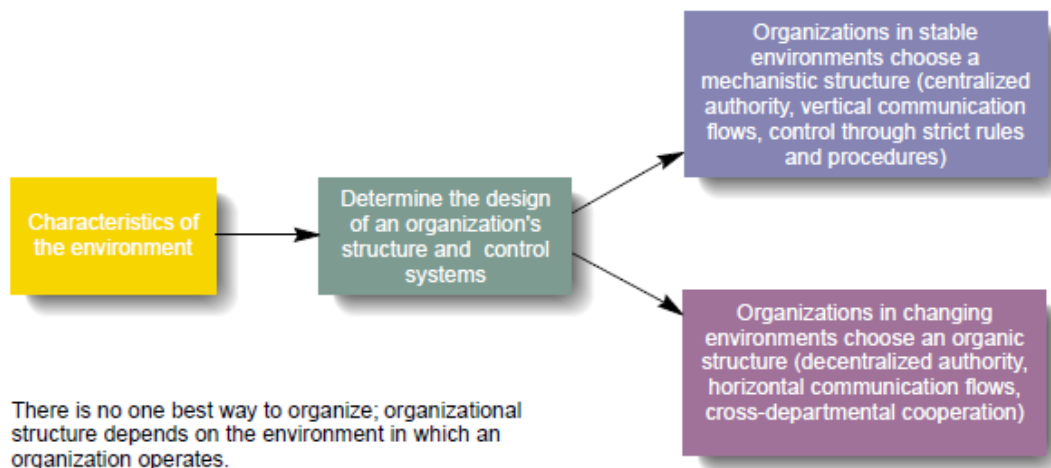 Characteristics of
the environment
Determine the design
of an organization's
structure and control
systems
Organizations in stable
environments choose a
mechanistic structure (centralized
authority, vertical communication
flows, control through strict rules
and procedures)
Organizations in changing
environments choose an organic
structure (decentralized authority,
horizontal communication flows,
cross-departmental cooperation)
There is no one best way to organize; organizational
structure depends on the environment in which an
organization operates.